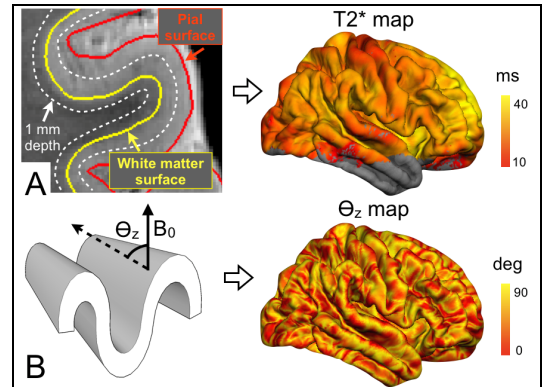 Pial
surface
1 mm
depth
White matter
surface
A
T2* map
ms
40
10
B
ϴz
B0
ϴz map
deg
90
0